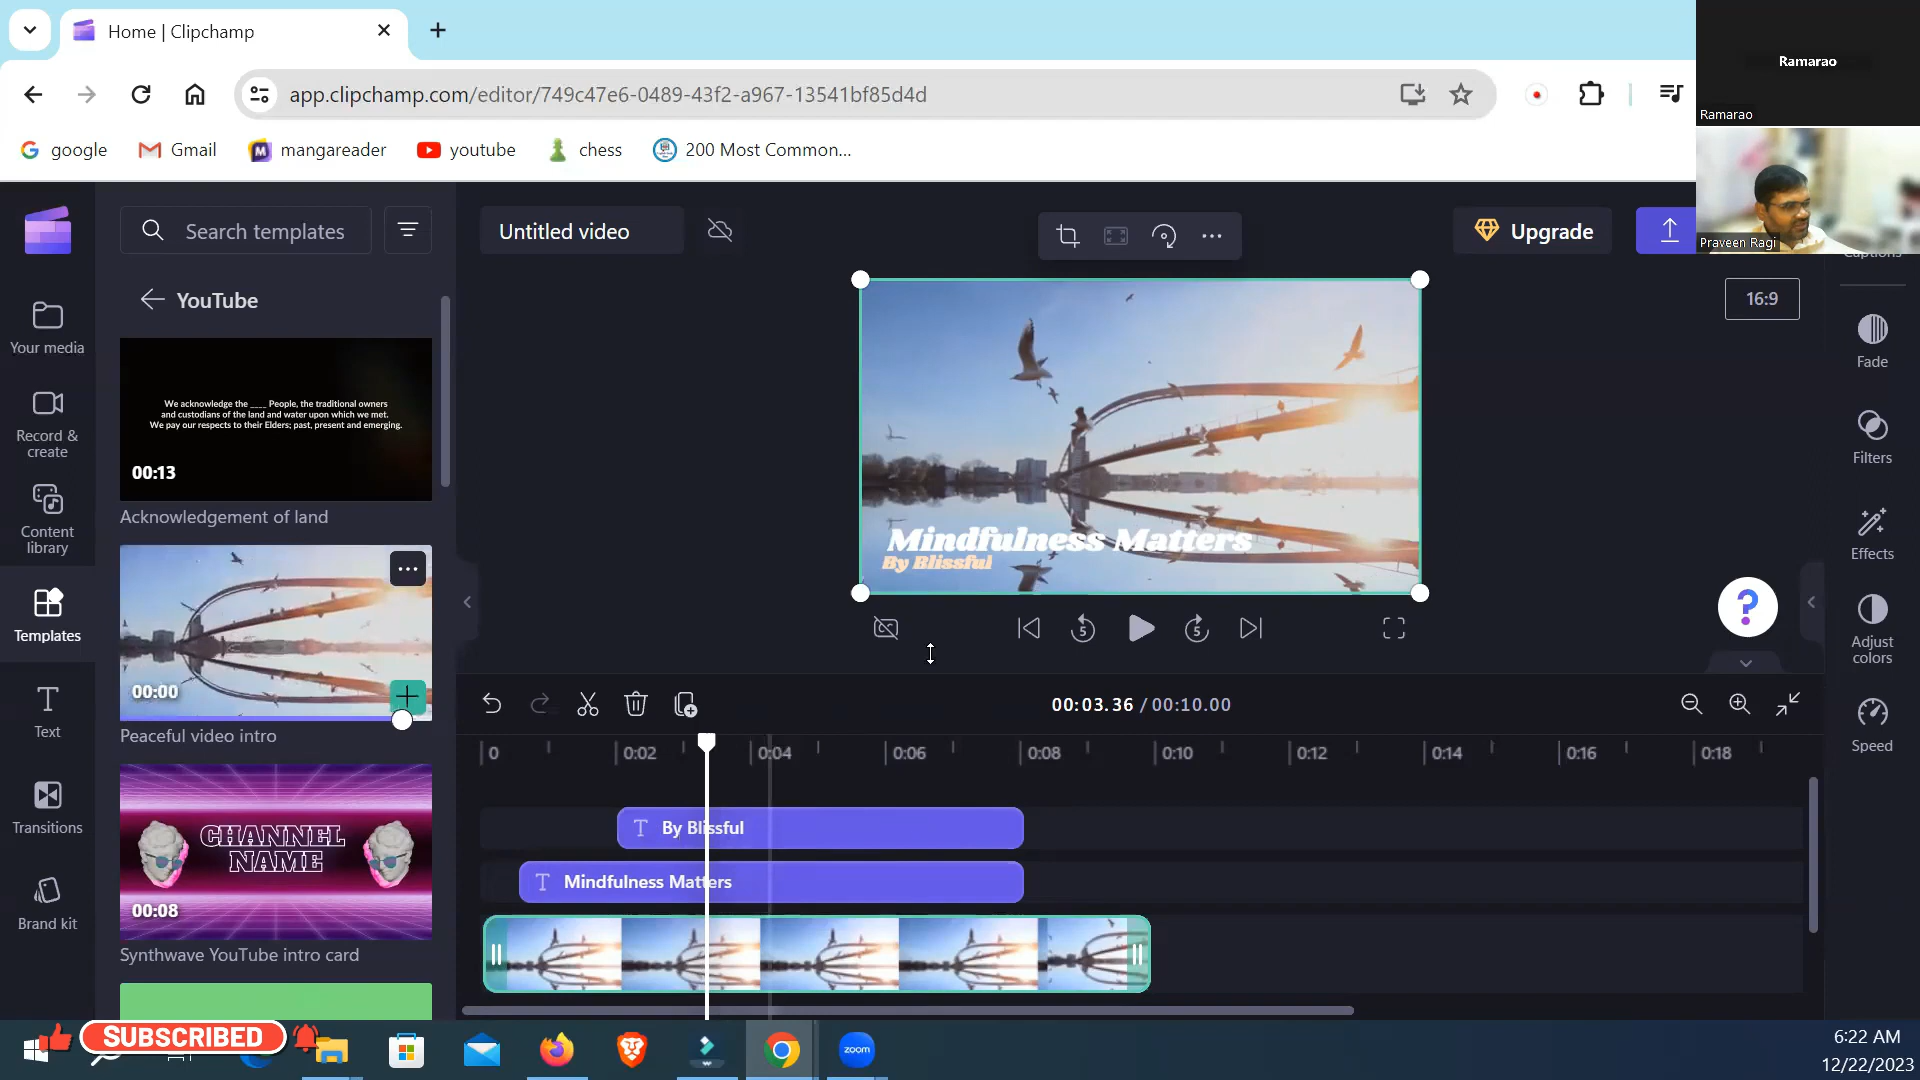 Home | Clipchamp
app.clipchamp.com/editor/749c47e6-0489-43f2-a967-13541bf85d4d
google
Gmail
mangareader
youtube
chess
200 Most Common...
Ramarao
Ramarao
Praveen Ragi
Search templates
Untitled video
Upgrade
YouTube
16:9
Your media
Record &
create
Content
library
Templates
Text
Transitions
Brand kit
We acknowledge the ____ People, the traditional owners
and custodians of the land and water upon which we met.
We pay our respects to their Elders; past, present and emerging.
00:13
Acknowledgement of land
00:00
Peaceful video intro
CHANNEL
NAME
00:08
Synthwave YouTube intro card
Mindfulness Matters
By Blissful
CC
5
5
?
Captions
Fade
Filters
Effects
Adjust
colors
Speed
00:03.36 / 00:10.00
0
0:02
0:04
0:06
0:08
0:10
0:12
0:14
0:16
0:18
T By Blissful
T Mindfulness Matters
SUBSCRIBED
zoom
6:22 AM
12/22/2023